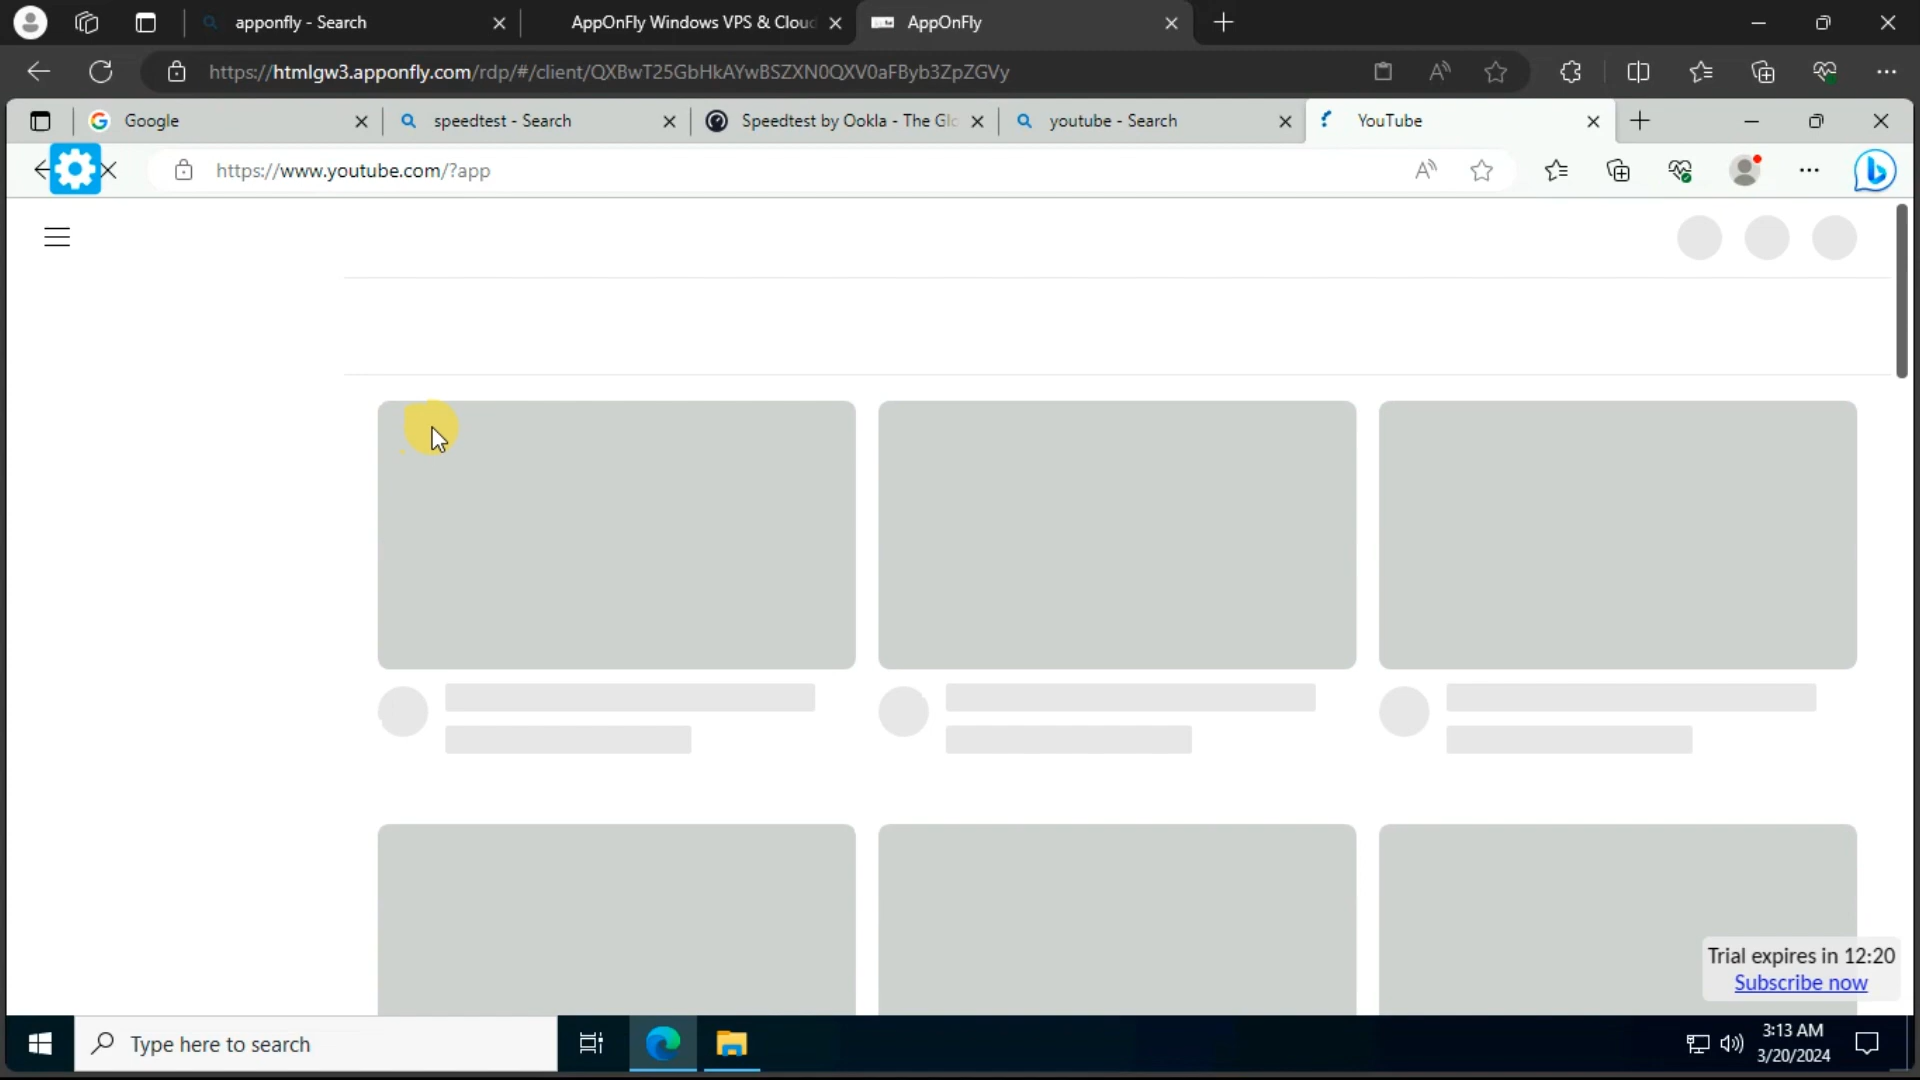 apponfly - Search
AppOnFly Windows VPS & Clou
AppOnFly
https://htmlgw3.apponfly.com/rdp/#/client/QXBwT25GbHkAYwBSZXN0QXV0aFByb3ZpZGVy
Google
speedtest - Search
Speedtest by Ookla - The Glo
youtube - Search
YouTube
https://www.youtube.com/?app
Trial expires in 12:20
Subscribe now
Type here to search
3:13 AM
3/20/2024